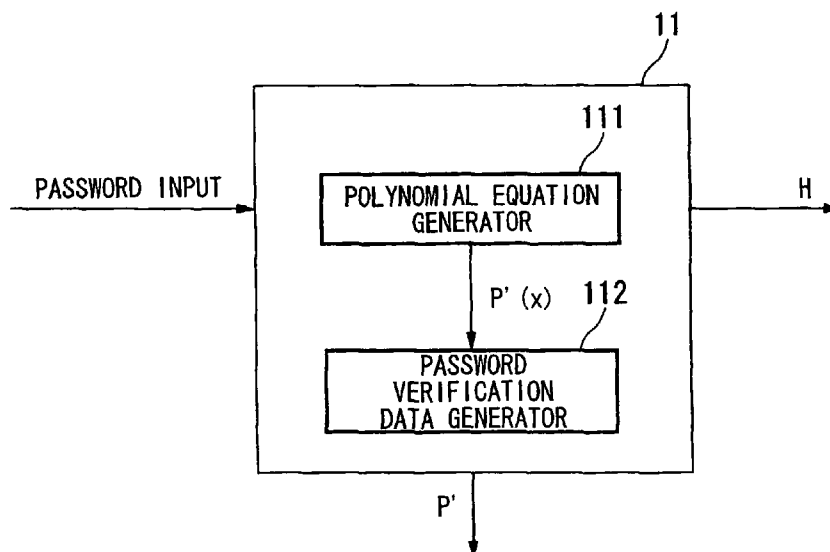 11
111
PASSWORD INPUT
POLYNOMIAL EQUATION
GENERATOR
H
P' (x)
112
PASSWORD
VERIFICATION
DATA GENERATOR
P'